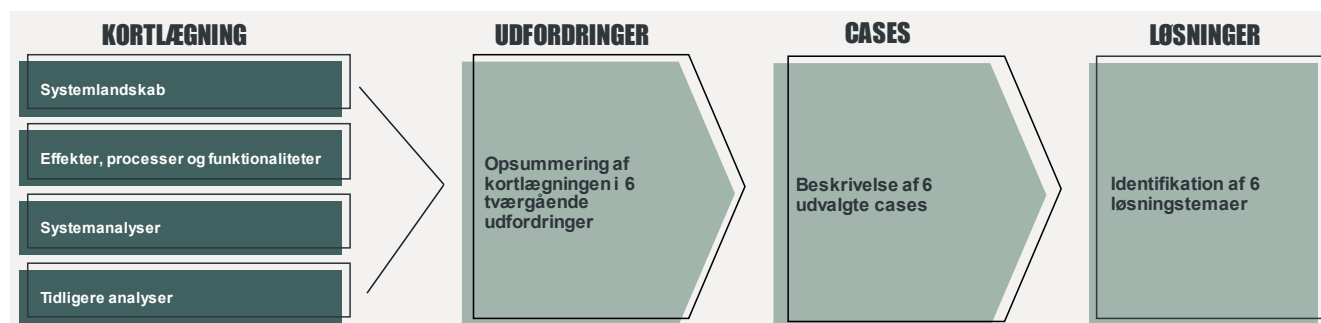 KORTLÆGNING
Systemlandskab
Effekter, processer og funktionaliteter
Systemanalyser
Tidligere analyser
UDFORDRINGER
Opsummering af
kortlægningen i 6
tværgående
udfordringer
CASES
Beskrivelse af 6
udvalgte cases
LØSNINGER
Identifikation af 6
løsningstemaer